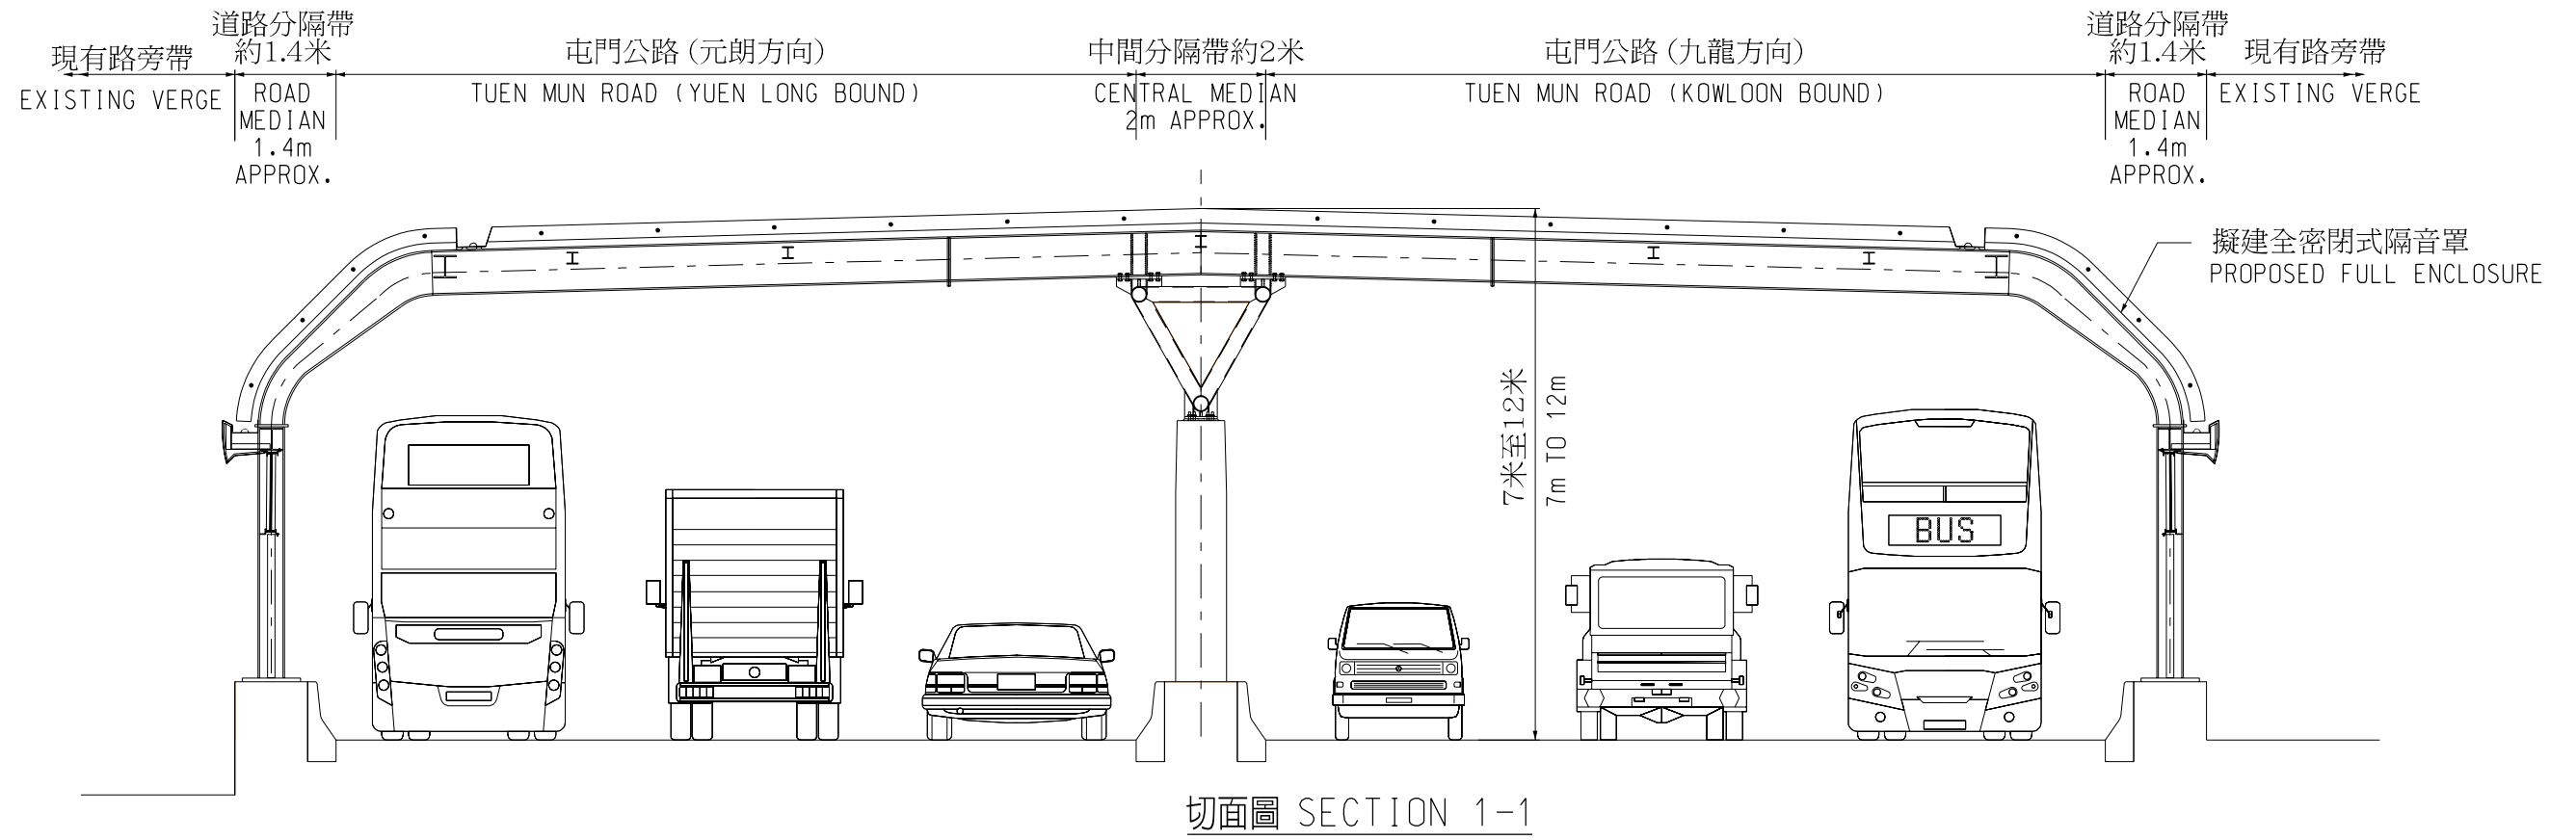 現有路旁帶
EXISTING VERGE
道路分隔帶
約1.4米
ROAD
MEDIAN
1.4m
APPROX.
屯門公路 (元朗方向)
TUEN MUN ROAD (YUEN LONG BOUND)
中間分隔帶約2米
CENTRAL MEDIAN
2m APPROX.
屯門公路 (九龍方向)
TUEN MUN ROAD (KOWLOON BOUND)
道路分隔帶
約1.4米
ROAD
MEDIAN
1.4m
APPROX.
現有路旁帶
EXISTING VERGE
擬建全密閉式隔音罩
PROPOSED FULL ENCLOSURE
7米至12米
7m TO 12m
BUS
切面圖 SECTION 1-1